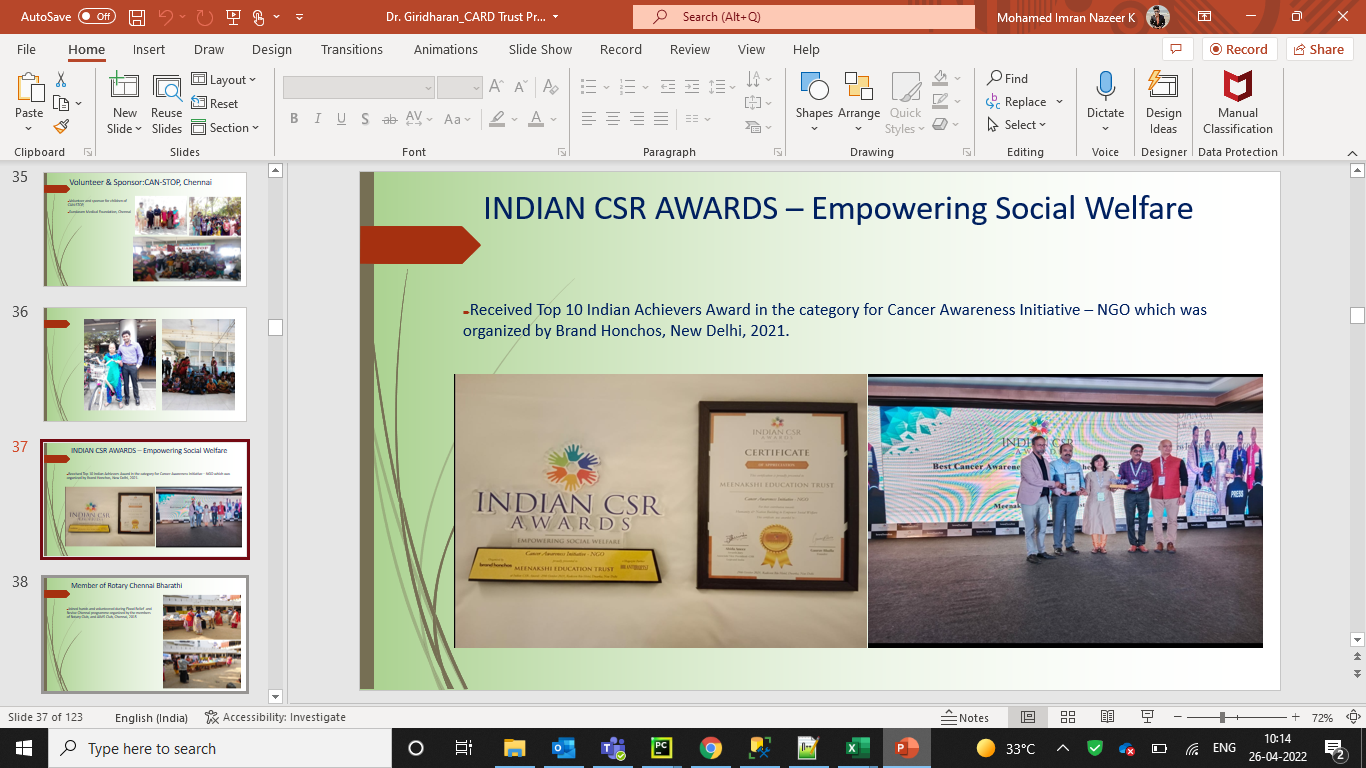 AutoSave Off
Dr. Giridharan_CARD Trust Pr...
Search (Alt+Q)
Mohamed Imran Nazeer K
File Home Insert Draw Design Transitions Animations Slide Show Record Review View Help
Record Share
Paste
New Slide
Reuse Slides
Layout
Reset
Section
B I U S ab AV Aa A
Shapes Arrange Quick Styles
Find
Replace
Select
Dictate
Design Ideas
Manual Classification
Clipboard Slides Font Paragraph Drawing Editing Voice Designer Data Protection
35
Volunteer & Sponsor:CAN-STOP, Chennai
36
37
INDIAN CSR AWARDS – Empowering Social Welfare
38
Member of Rotary Chennai Bharathi
INDIAN CSR AWARDS – Empowering Social Welfare
-Received Top 10 Indian Achievers Award in the category for Cancer Awareness Initiative – NGO which was
organized by Brand Honchos, New Delhi, 2021.
INDIAN CSR
AWARDS
EMPOWERING SOCIAL WELFARE
Cancer Awareness Initiative - NGO
MEENAKSHI EDUCATION TRUST
INDIAN CSR
AWARDS
CERTIFICATE
OF APPRECIATION
MEENAKSHI EDUCATION TRUST
Cancer Awareness Initiative - NGO
Best Cancer Awarene
PRESS
Slide 37 of 123
English (India)
Accessibility: Investigate
Notes
72%
Type here to search
33°C
ENG
10:14
26-04-2022
2